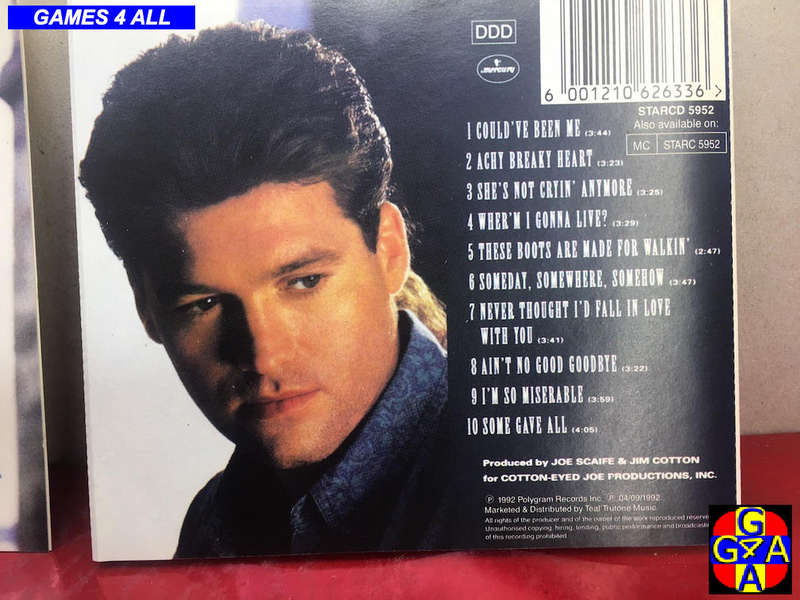 GAMES 4 ALL
DDD
mercury
6 001210 626336 >
STARCD 5952
Also available on:
MC STARC 5952
1 COULD'VE BEEN ME (3:44)
2 ACHY BREAKY HEART (3:23)
3 SHE'S NOT CRYIN' ANYMORE (3:25)
4 WHER'M I GONNA LIVE? (3:29)
5 THESE BOOTS ARE MADE FOR WALKIN' (2:47)
6 SOMEDAY, SOMEWHERE, SOMEHOW (3:47)
7 NEVER THOUGHT I'D FALL IN LOVE
WITH YOU (3:41)
8 AIN'T NO GOOD GOODBYE (3:22)
9 I'M SO MISERABLE (3:59)
10 SOME GAVE ALL (4:05)
Produced by JOE SCAIFE & JIM COTTON
for COTTON-EYED JOE PRODUCTIONS, INC.
℗ 1992 Polygram Records Inc. ℗ 04/09/1992.
Marketed & Distributed by Teal Trutone Music.
All rights of the producer and of the owner of the work reproduced reserve
Unauthorised copying, hiring, lending, public performance and broadcastin
of this recording prohibited.
G
G4A
A